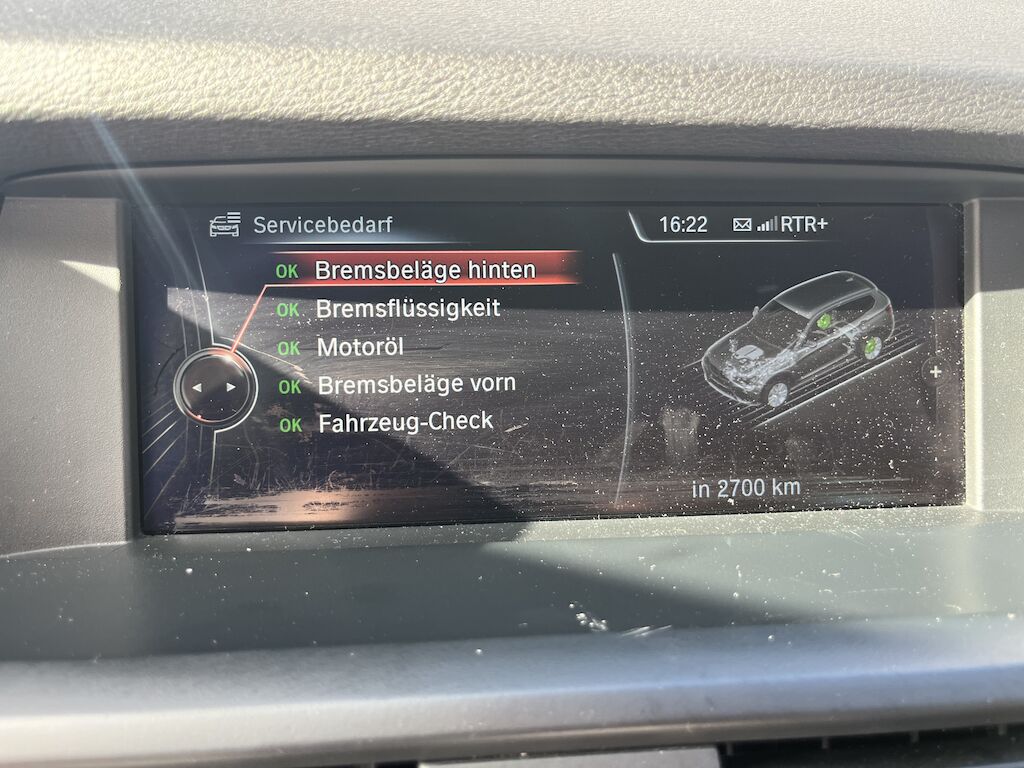 Servicebedarf
16:22 RTR+
OK Bremsbeläge hinten
OK Bremsflüssigkeit
OK Motoröl
OK Bremsbeläge vorn
OK Fahrzeug-Check
+
in 2700 km